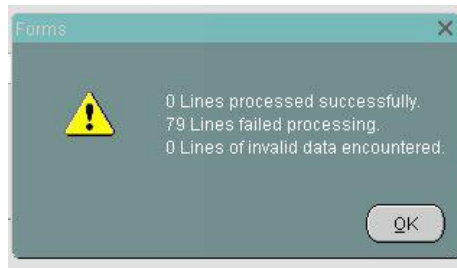 Forms
0 Lines processed successfully.
79 Lines failed processing.
0 Lines of invalid data encountered.
OK